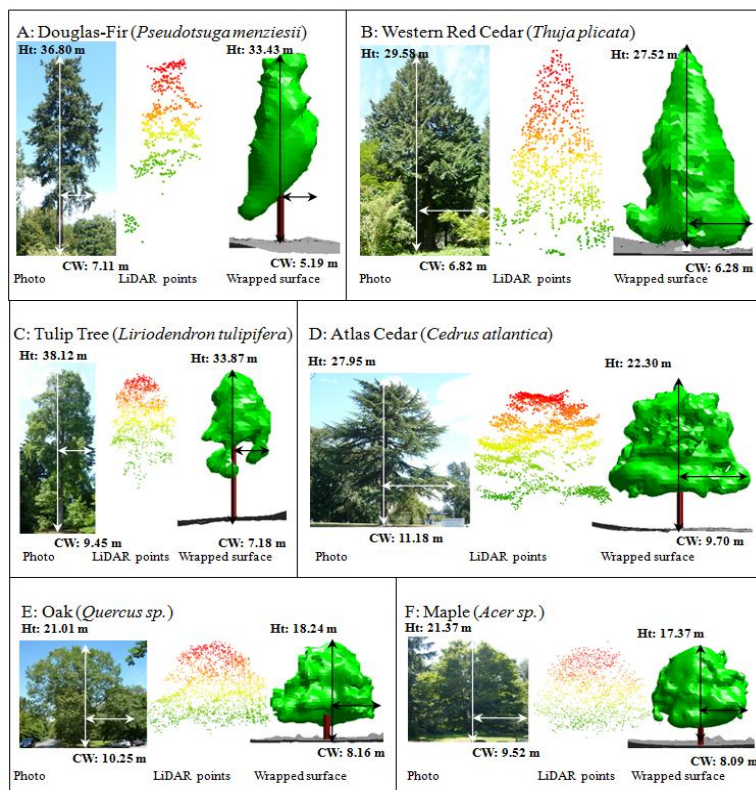 A: Douglas-Fir (Pseudotsuga menziesii)
Ht: 36.80 m
33.43 m
CW: 7.11 m
CW: 5.19 m
Photo LiDAR points Wrapped surface
B: Western Red Cedar (Thuja plicata)
Ht:
29.58 m
27.52 m
CW: 6.82 m
CW: 6.28 m
Photo LiDAR points Wrapped surface
C: Tulip Tree (Liriodendron tulipifera)
Ht: 38.12 m
33.87 m
CW: 9.45 m
CW: 7.18 m
Photo LiDAR points Wrapped surface
D: Atlas Cedar (Cedrus atlantica)
Ht: 27.95 m
22.30 m
CW: 11.18 m
CW: 9.70 m
Photo LiDAR points Wrapped surface
E: Oak (Quercus sp.)
Ht: 21.01 m
18.24 m
CW: 10.25 m
CW: 8.16 m
Photo LiDAR points Wrapped surface
F: Maple (Acer sp.)
Ht: 21.37 m
17.37 m
CW: 9.52 m
CW: 8.09 m
Photo LiDAR points Wrapped surface